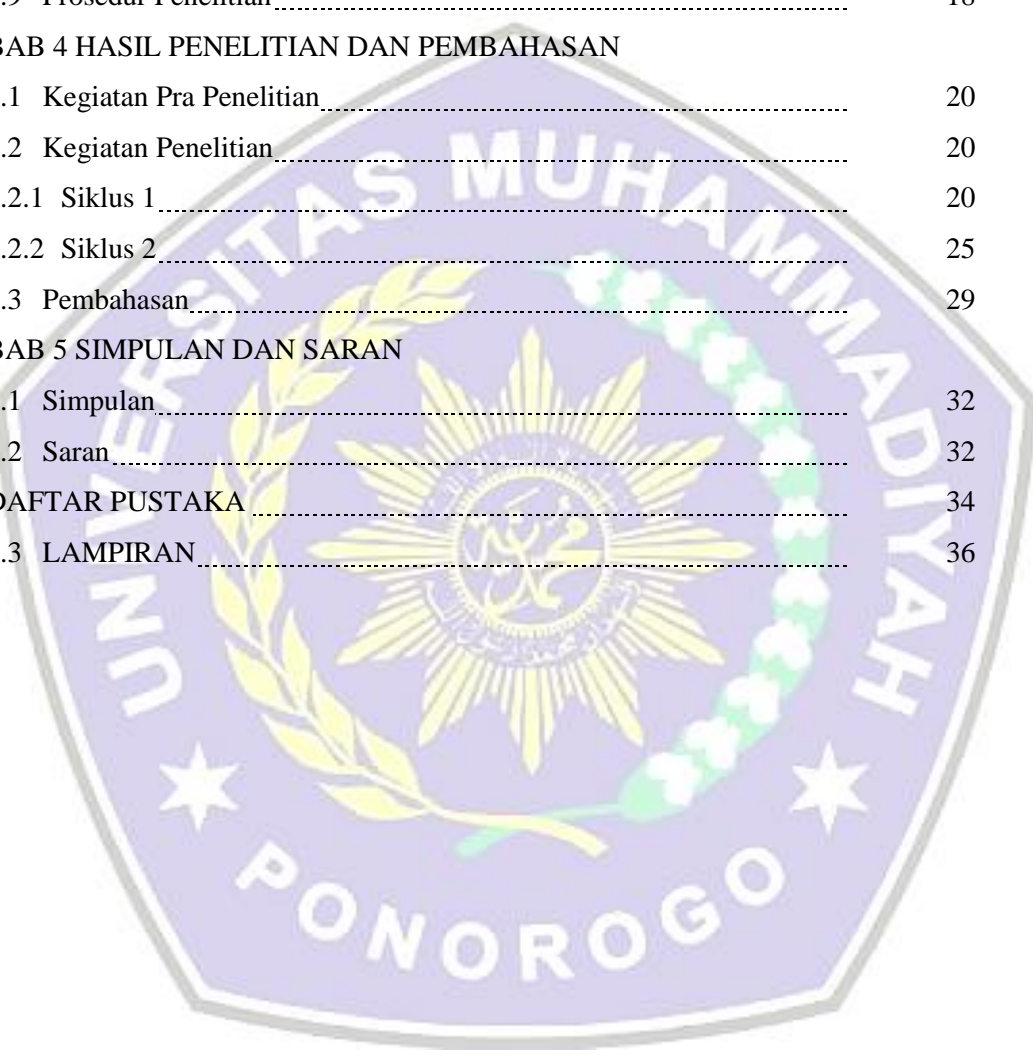 .9 Prosedur Penelitian 18
BAB 4 HASIL PENELITIAN DAN PEMBAHASAN
.1 Kegiatan Pra Penelitian 20
.2 Kegiatan Penelitian 20
.2.1 Siklus 1 20
.2.2 Siklus 2 25
.3 Pembahasan 29
BAB 5 SIMPULAN DAN SARAN
.1 Simpulan 32
.2 Saran 32
DAFTAR PUSTAKA 34
.3 LAMPIRAN 36
UNIVERSITAS MUHAMMADIYAH
PONOROGO